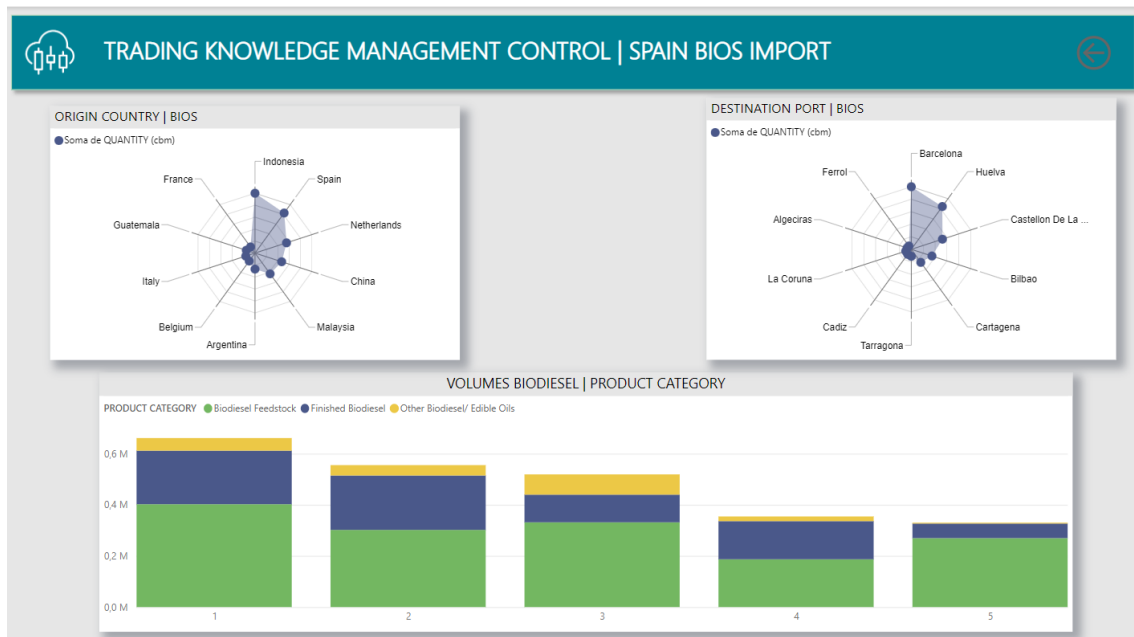 TRADING KNOWLEDGE MANAGEMENT CONTROL | SPAIN BIOS IMPORT
ORIGIN COUNTRY | BIOS
Soma de QUANTITY (cbm)
Indonesia
France
Spain
Guatemala
Netherlands
Italy
China
Belgium
Malaysia
Argentina
DESTINATION PORT | BIOS
Soma de QUANTITY (cbm)
Barcelona
Ferrol
Huelva
Algeciras
Castellon De La ...
La Coruna
Bilbao
Cadiz
Cartagena
Tarragona
VOLUMES BIODIESEL | PRODUCT CATEGORY
PRODUCT CATEGORY Biodiesel Feedstock Finished Biodiesel Other Biodiesel/ Edible Oils
0,6 M
0,4 M
0,2 M
0,0 M
1 2 3 4 5